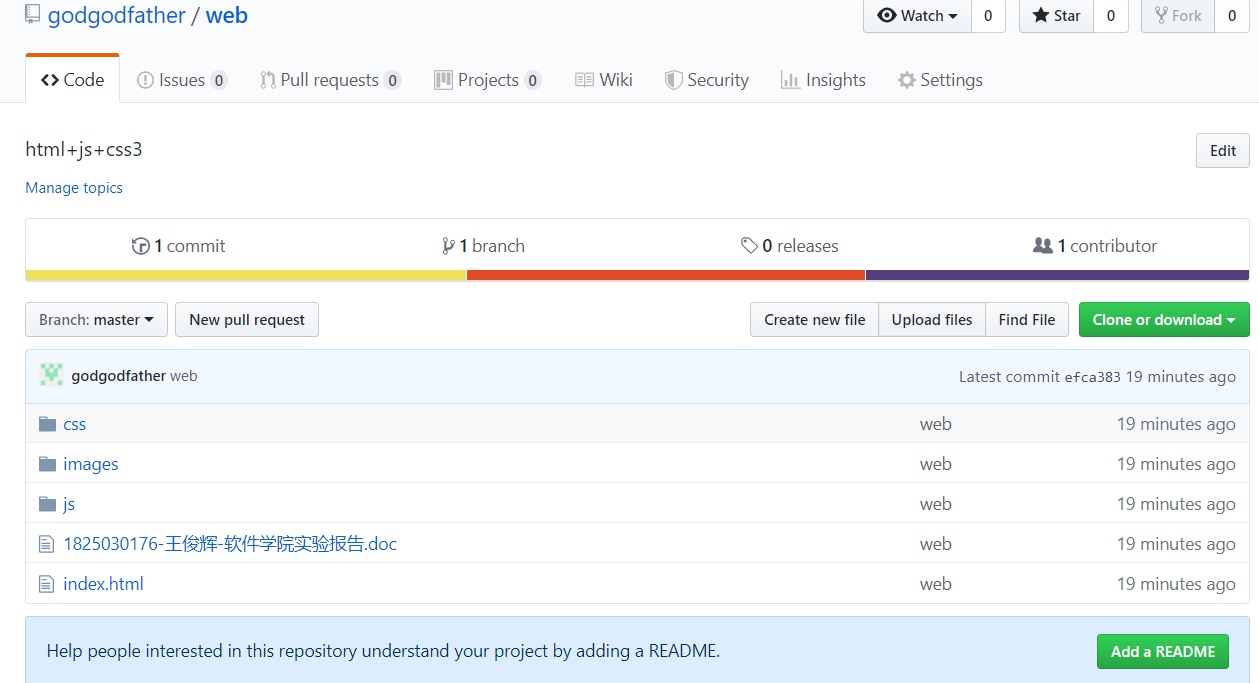 godgodfather / web
Watch 0 Star 0 Fork 0
Code Issues 0 Pull requests 0 Projects 0 Wiki Security Insights Settings
html+js+css3
Edit
Manage topics
1 commit 1 branch 0 releases 1 contributor
Branch: master New pull request Create new file Upload files Find File Clone or download
godgodfather web Latest commit efca383 19 minutes ago
css web 19 minutes ago
images web 19 minutes ago
js web 19 minutes ago
1825030176-王俊辉-软件学院实验报告.doc web 19 minutes ago
index.html web 19 minutes ago
Help people interested in this repository understand your project by adding a README. Add a README